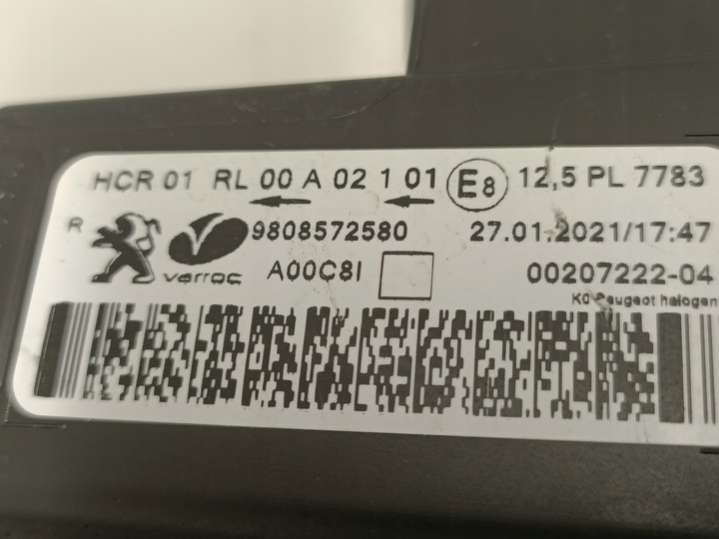 HCR 01 RL 00 A 02 1 01 E8 12,5 PL 7783
R varroc 9808572580 27.01.2021/17:47
A00C8I 00207222-04
K0 Peugeot halogen